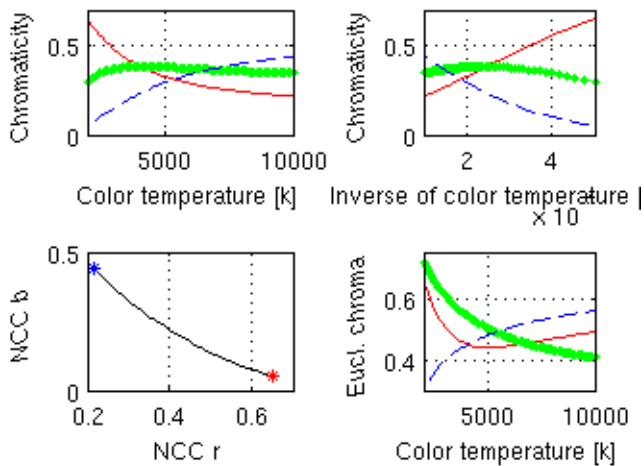 Chromaticity
0.5
0
5000 10000
Color temperature [k]
Chromaticity
0.5
0
2 4
Inverse of color temperature [
x 10
NCC b
0.5
0
0.2 0.4 0.6
NCC r
Eucl. chroma
0.6
0.4
5000 10000
Color temperature [k]